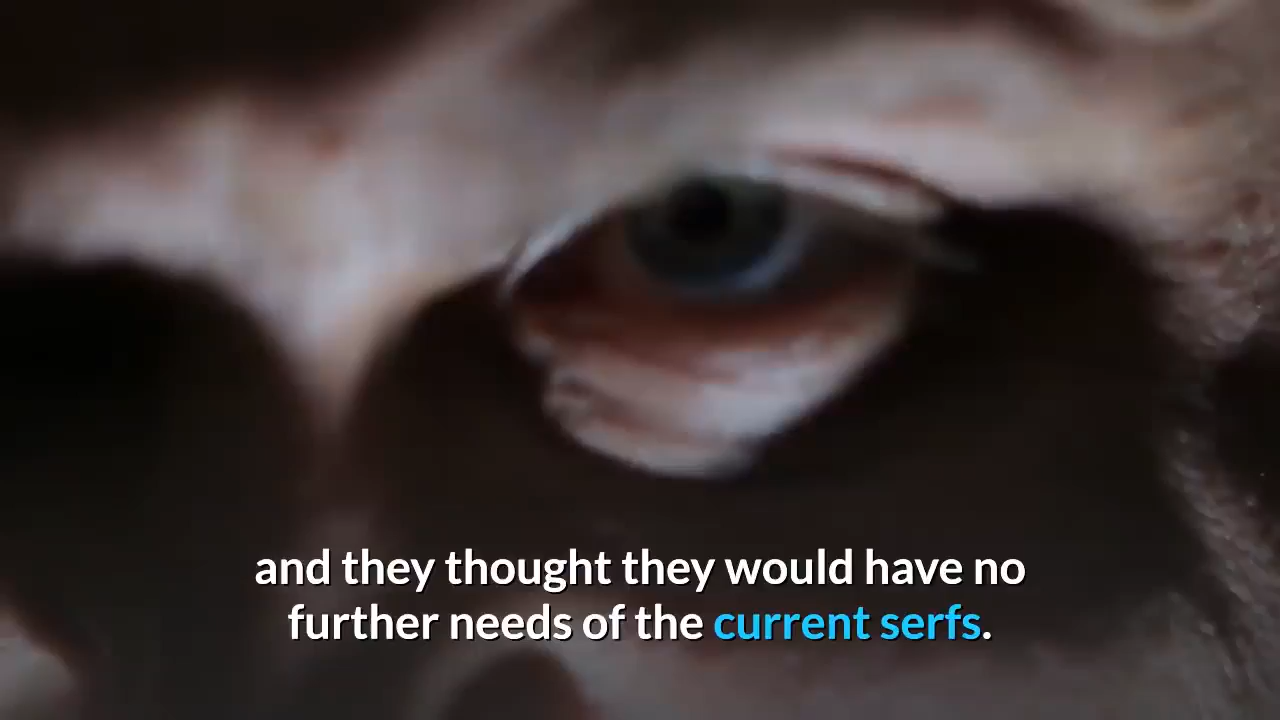 and they thought they would have no
further needs of the current serfs.